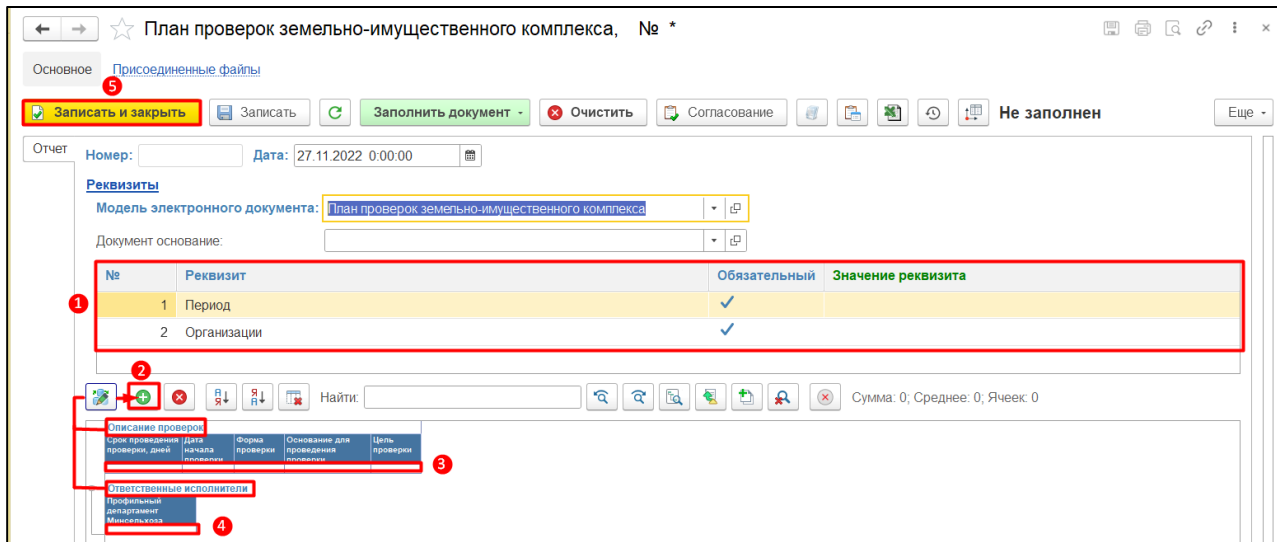 План проверок земельно-имущественного комплекса, № *
Основное Присоединенные файлы
5
Записать и закрыть Записать Заполнить документ Очистить Согласование Не заполнен Еще
Отчет
Номер: Дата: 27.11.2022 0:00:00
Реквизиты
Модель электронного документа: План проверок земельно-имущественного комплекса
Документ основание:
№ Реквизит Обязательный Значение реквизита
1
1 Период
2 Организации
2
Найти: Сумма: 0; Среднее: 0; Ячеек: 0
Описание проверок
Срок проведения проверки, дней Дата начала проверки Форма проверки Основание для проведения проверки Цель проверки
3
Ответственные исполнители
Профильный
департамент
Минсельхоза
4